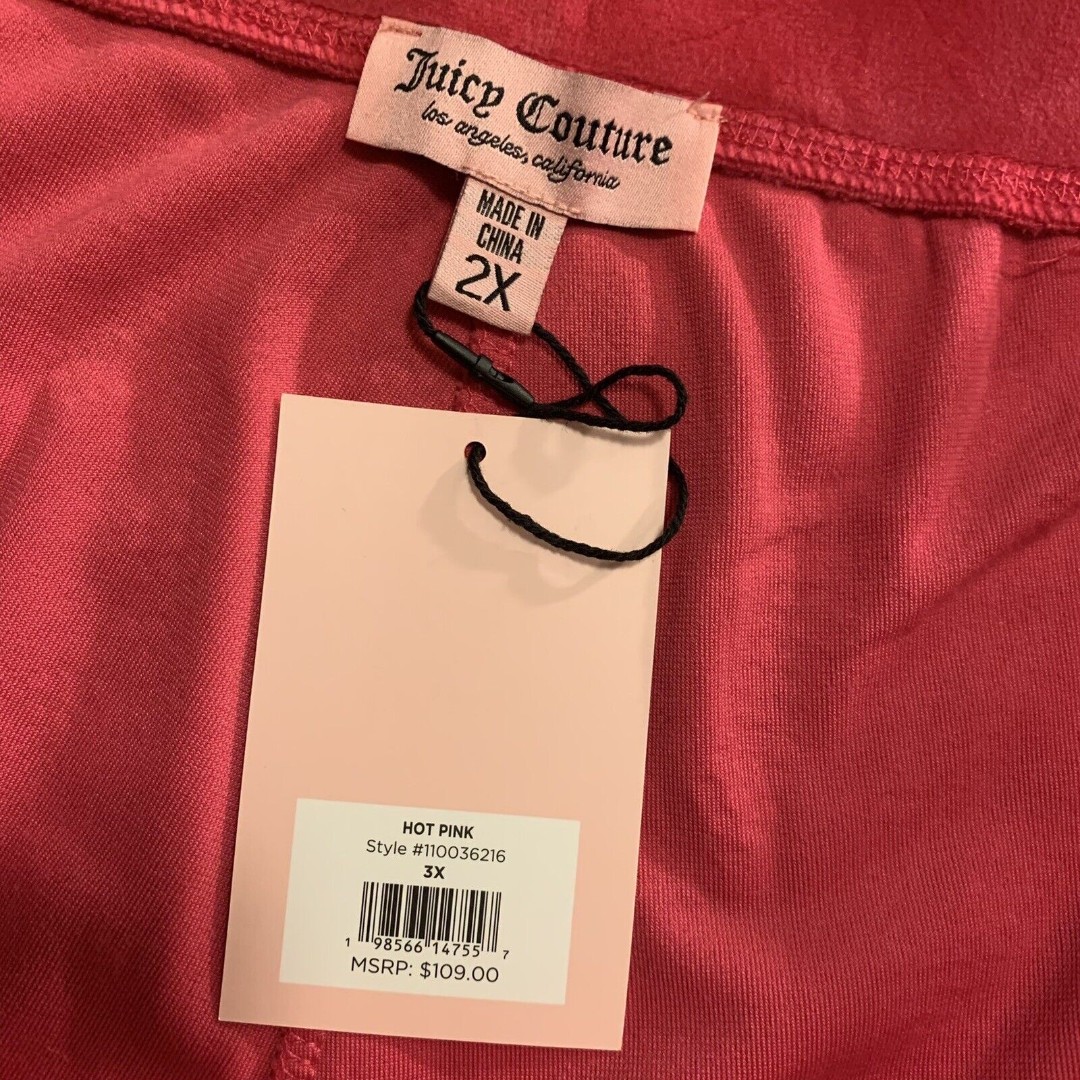 Juicy Couture
los angeles, california
MADE IN
CHINA
2X
HOT PINK
Style #110036216
3X
1 98566 14755 7
MSRP: $109.00